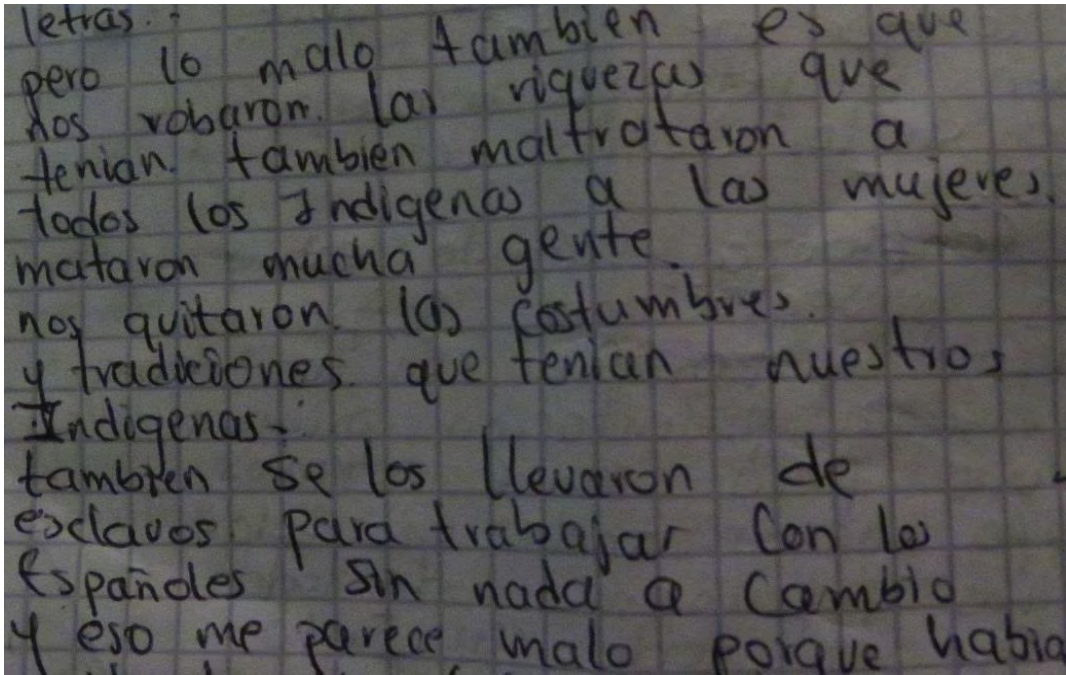 letras.-
pero lo malo tambien es que
nos robaron. las riquezas que
tenian. tambien maltrataron a
todos los Indigenas a las mujeres.
mataron mucha gente.
nos quitaron. las costumbres.
y tradiciones. que tenian nuestros
Indigenas-.
tambien se los llevaron de
esclavos para trabajar con los
Españoles sin nada a cambio
y eso me parece malo porque habia